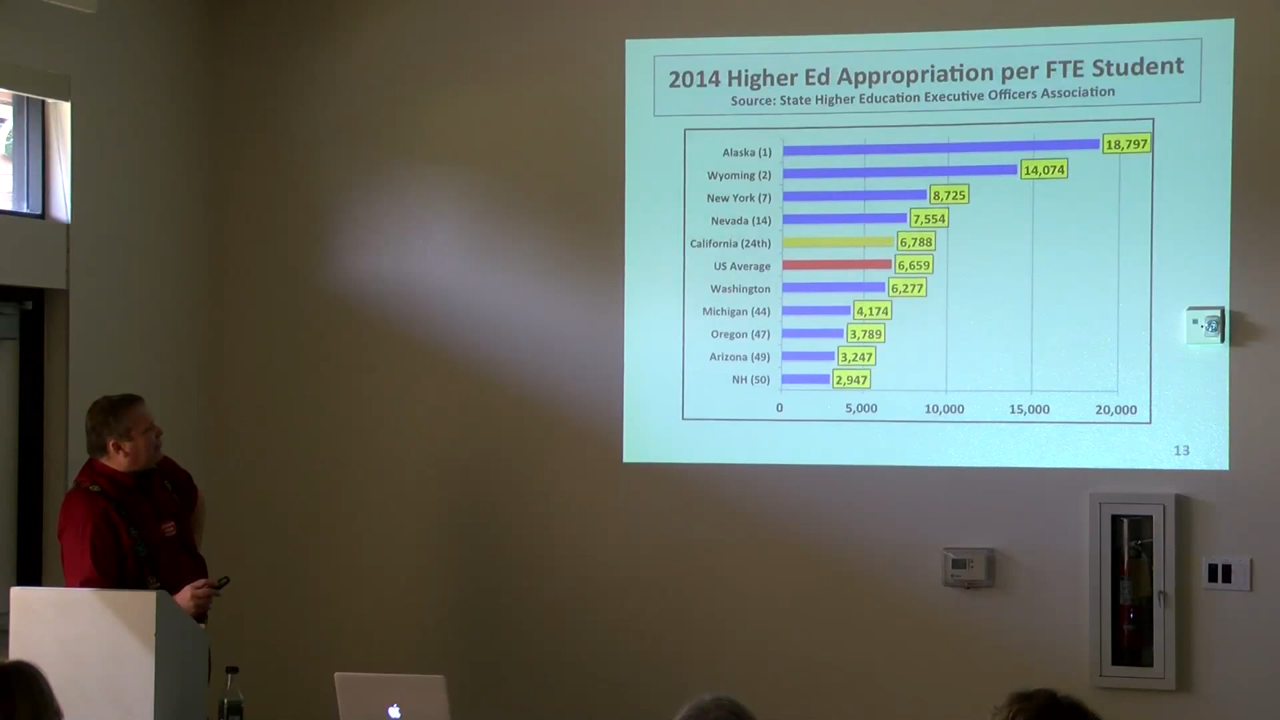 2014 Higher Ed Appropriation per FTE Student
Source: State Higher Education Executive Officers Association
Alaska (1) 18,797
Wyoming (2) 14,074
New York (7) 8,725
Nevada (14) 7,554
California (24th) 6,788
US Average 6,659
Washington 6,277
Michigan (44) 4,174
Oregon (47) 3,789
Arizona (49) 3,247
NH (50) 2,947
0 5,000 10,000 15,000 20,000
13